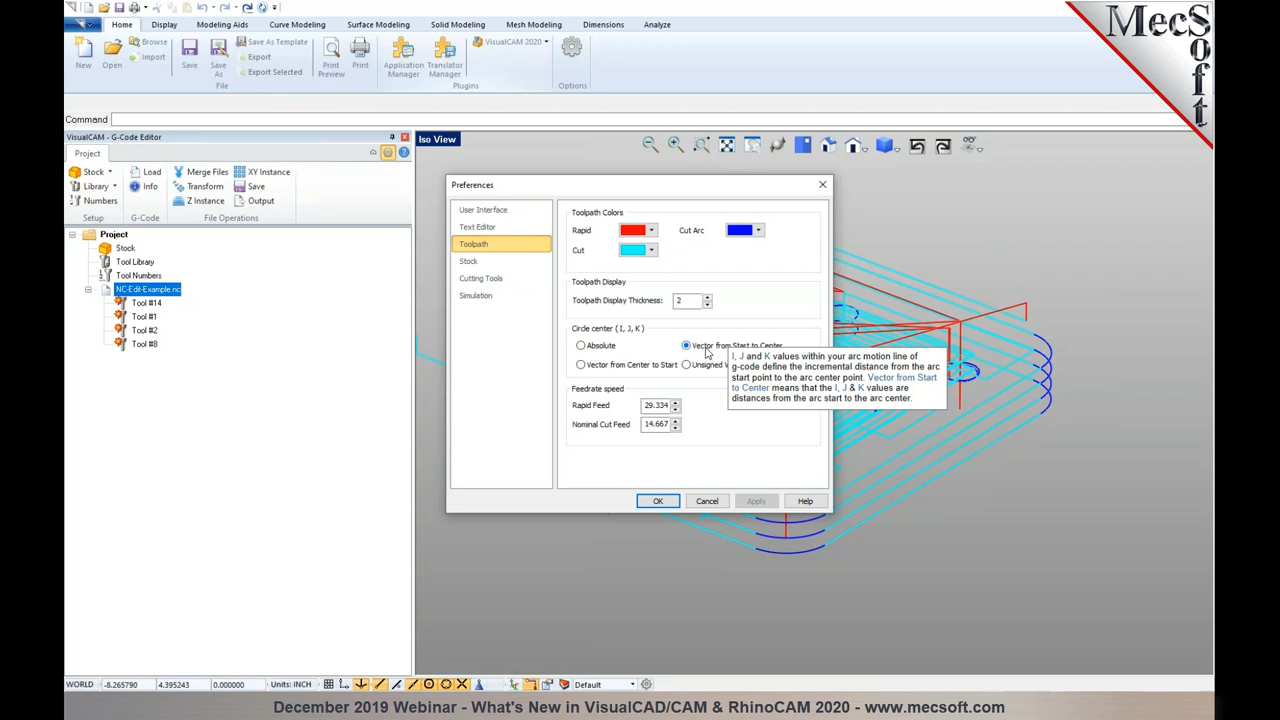 Home
Display
Modeling Aids
Curve Modeling
Surface Modeling
Solid Modeling
Mesh Modeling
Dimensions
Analyze
New
Open
Browse
Import
Save
Save As
Save As Template
Export
Export Selected
File
Print Preview
Print
Application Manager
Translator Manager
VisualCAM 2020
Plugins
Options
MecSoft
Command
VisualCAM - G-Code Editor
Project
Stock
Load
Merge Files
XY Instance
Library
Info
Transform
Save
Numbers
Z Instance
Output
Setup
G-Code
File Operations
Project
Stock
Tool Library
Tool Numbers
NC-Edit-Example.nc
Tool #14
Tool #1
Tool #2
Tool #8
Iso View
Preferences
User Interface
Text Editor
Toolpath
Stock
Cutting Tools
Simulation
Toolpath Colors
Rapid
Cut Arc
Cut
Toolpath Display
Toolpath Display Thickness: 2
Circle center ( I, J, K )
Absolute
Vector from Start to Center
Vector from Center to Start
Unsigned
I, J and K values within your arc motion line of
g-code define the incremental distance from the arc
start point to the arc center point. Vector from Start
to Center means that the I, J & K values are
distances from the arc start to the arc center.
Feedrate speed
Rapid Feed 29.334
Nominal Cut Feed 14.667
OK
Cancel
Apply
Help
WORLD -8.265790 4.395243 0.000000 Units: INCH
Default
December 2019 Webinar - What's New in VisualCAD/CAM & RhinoCAM 2020 - www.mecsoft.com